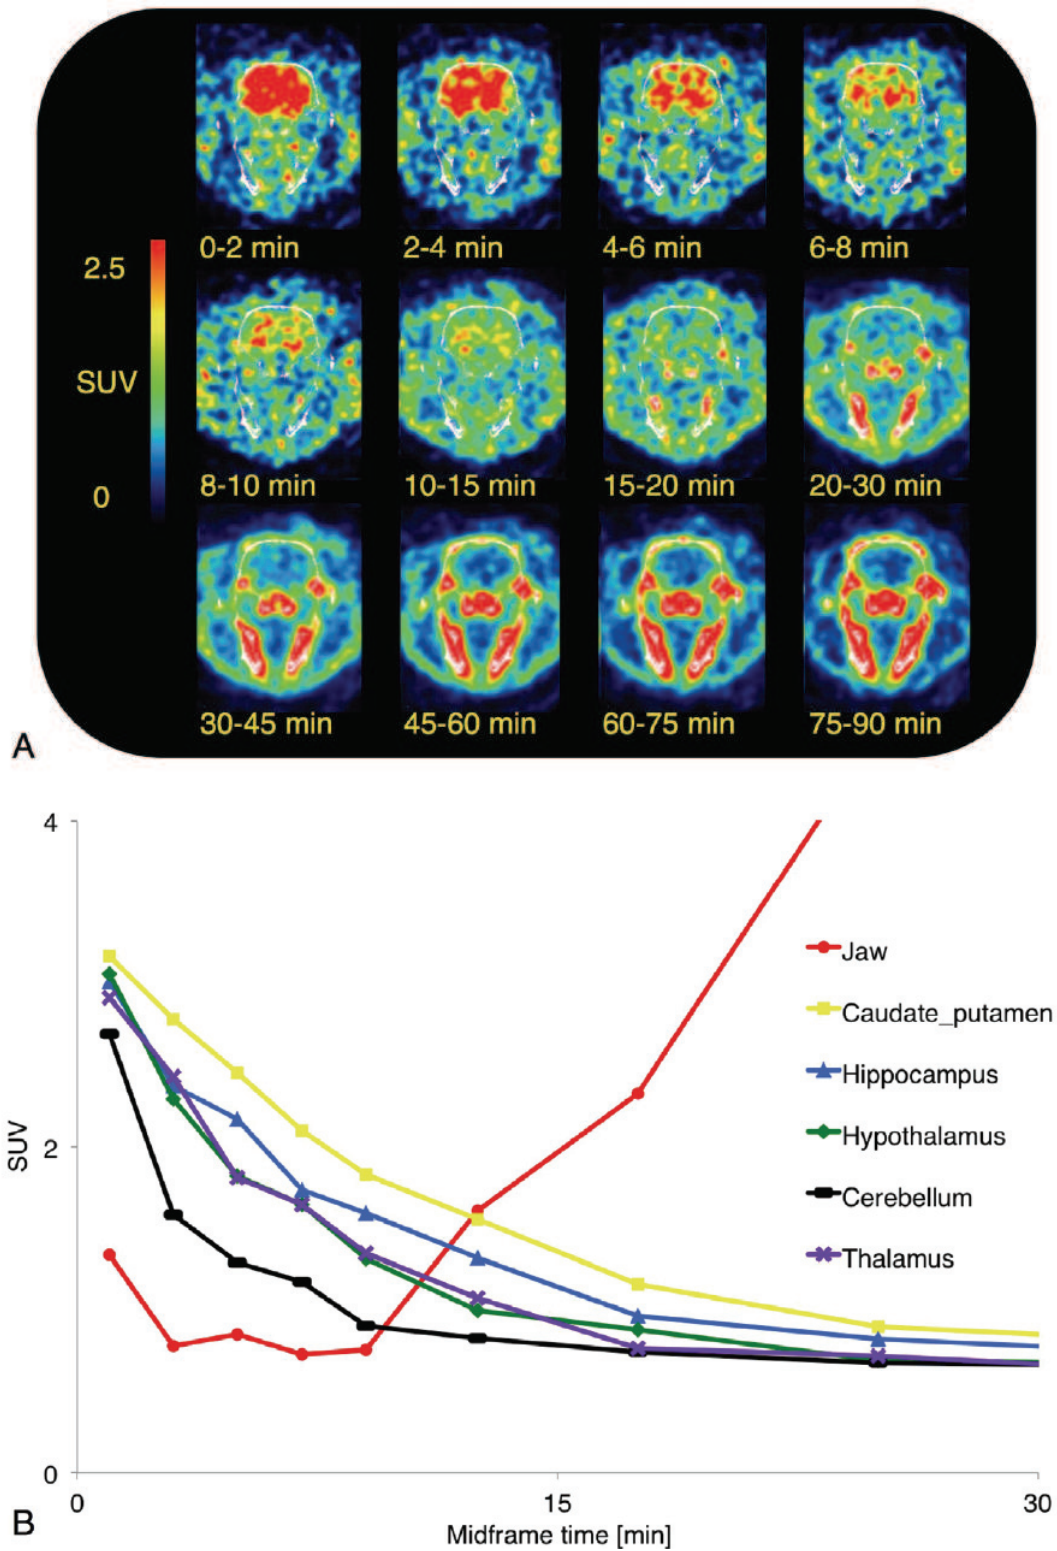 0-2 min 2-4 min 4-6 min 6-8 min
2.5
SUV
0
8-10 min 10-15 min 15-20 min 20-30 min
30-45 min 45-60 min 60-75 min 75-90 min
A
4
Jaw
Caudate_putamen
Hippocampus
SUV
2
Hypothalamus
Cerebellum
Thalamus
0
0 15 30
B
Midframe time [min]